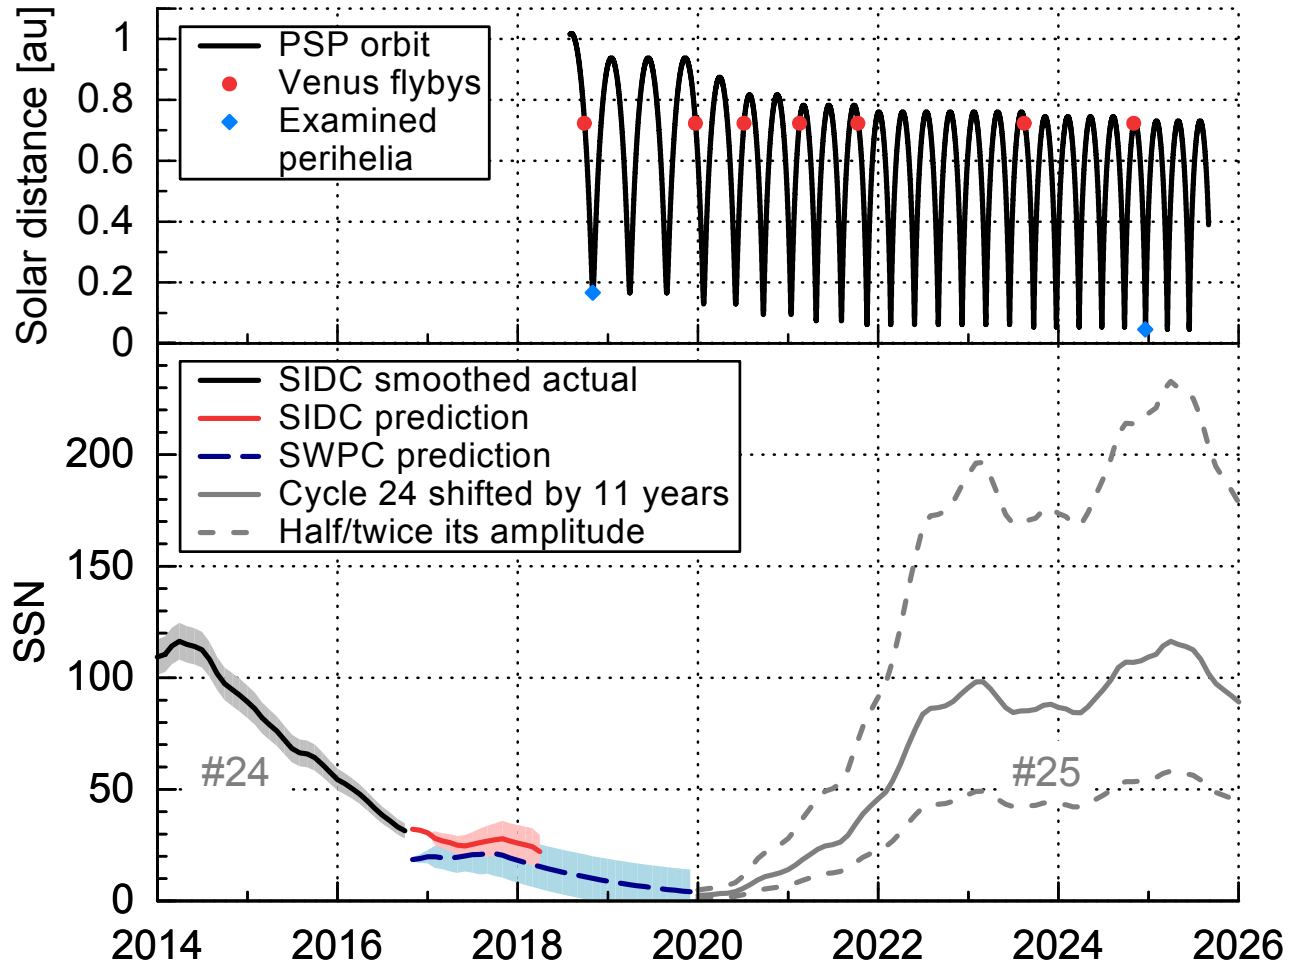 Solar distance [au]
1
0.8
0.6
0.4
0.2
0
PSP orbit
Venus flybys
Examined
perihelia
SSN
200
150
100
50
0
SIDC smoothed actual
SIDC prediction
SWPC prediction
Cycle 24 shifted by 11 years
Half/twice its amplitude
#24
#25
2014 2016 2018 2020 2022 2024 2026